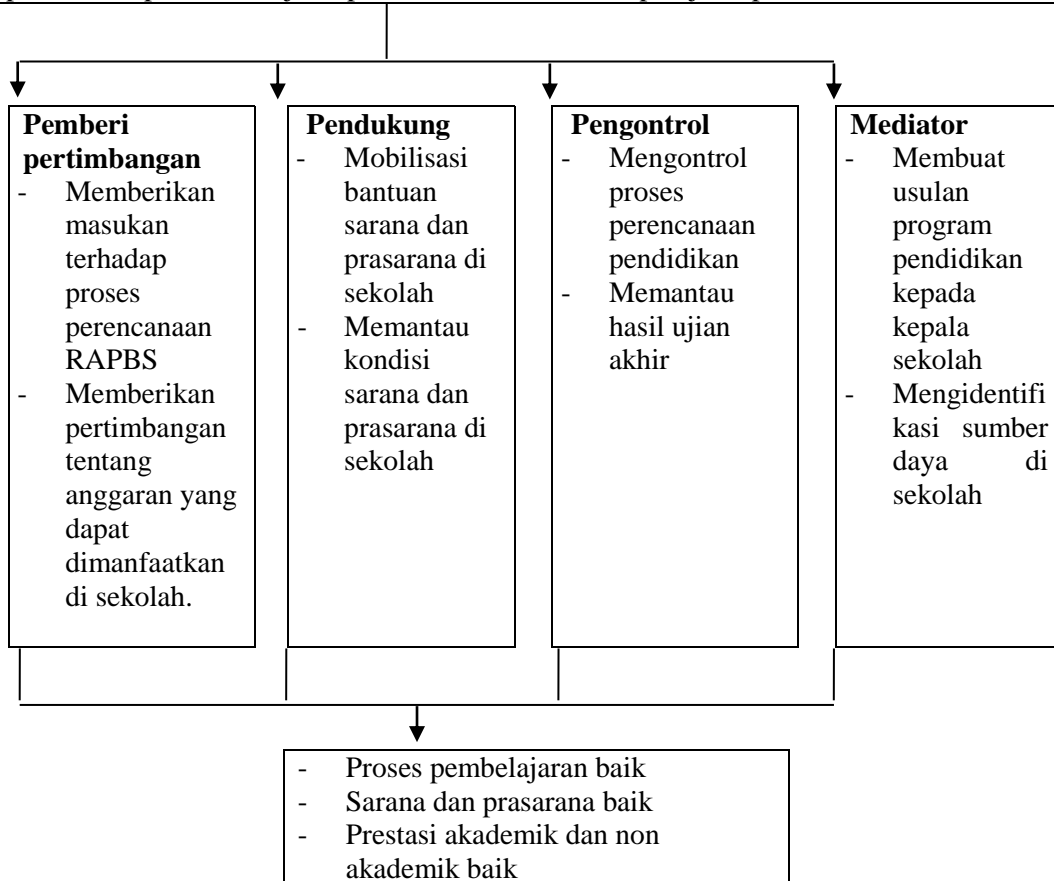 Pemberi
pertimbangan
- Memberikan
masukan
terhadap
proses
perencanaan
RAPBS
- Memberikan
pertimbangan
tentang
anggaran yang
dapat
dimanfaatkan
di sekolah.
Pendukung
- Mobilisasi
bantuan
sarana dan
prasarana di
sekolah
- Memantau
kondisi
sarana dan
prasarana di
sekolah
Pengontrol
- Mengontrol
proses
perencanaan
pendidikan
- Memantau
hasil ujian
akhir
Mediator
- Membuat
usulan
program
pendidikan
kepada
kepala
sekolah
- Mengidentifi
kasi sumber
daya di
sekolah
- Proses pembelajaran baik
- Sarana dan prasarana baik
- Prestasi akademik dan non
akademik baik